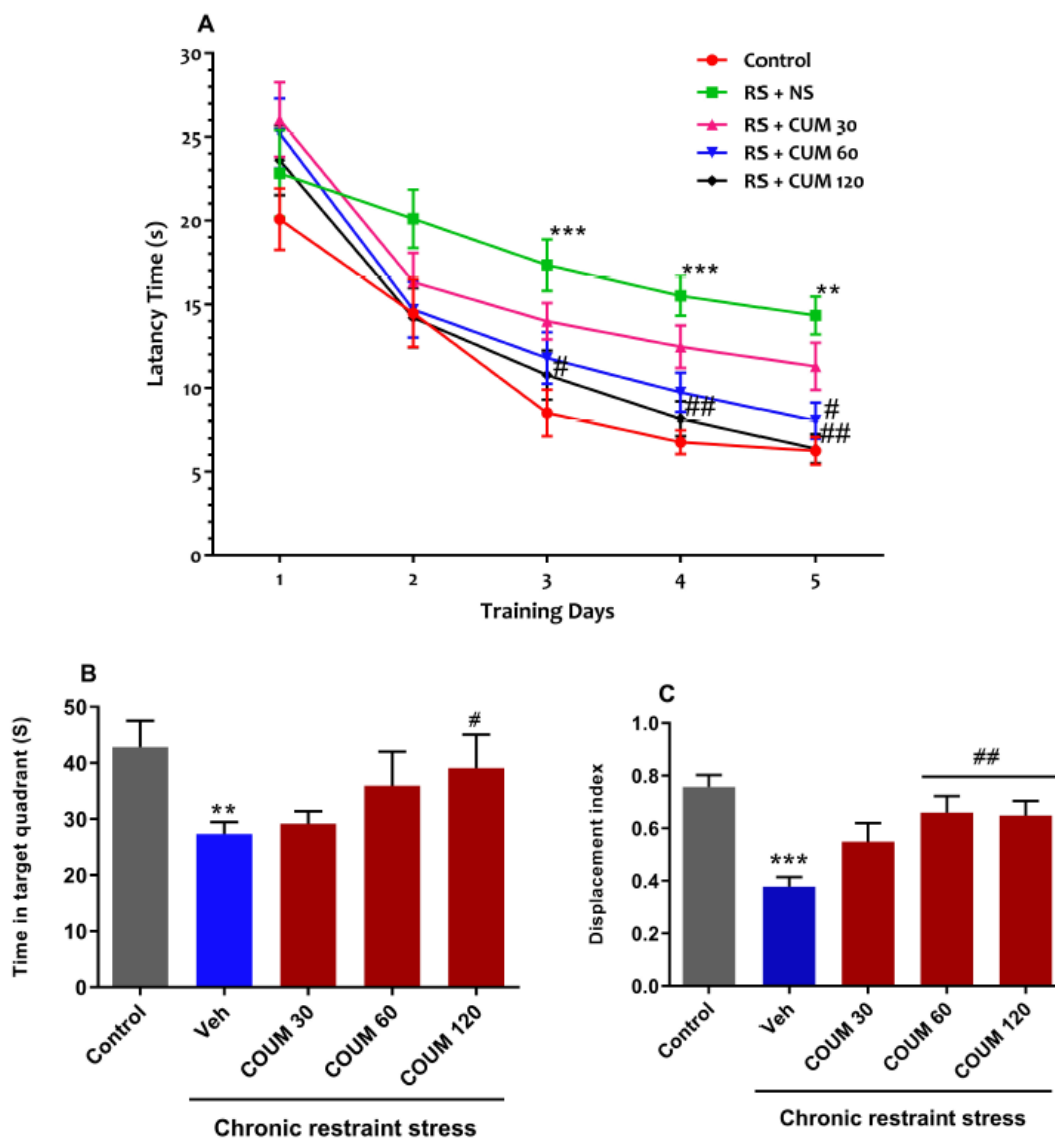 A
30
25
20
15
10
5
0
Latancy Time (s)
Control
RS + NS
RS + CUM 30
RS + CUM 60
RS + CUM 120
***
***
**
#
##
#
##
1 2 3 4 5
Training Days
B
50
40
30
20
10
0
Time in target quadrant (S)
**
#
Control Veh COUM 30 COUM 60 COUM 120
Chronic restraint stress
C
1.0
0.8
0.6
0.4
0.2
0.0
Displacement index
***
##
Control Veh COUM 30 COUM 60 COUM 120
Chronic restraint stress